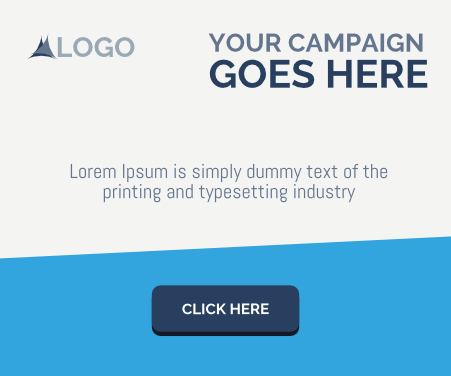 LOGO
YOUR CAMPAIGN
GOES HERE
Lorem Ipsum is simply dummy text of the
printing and typesetting industry
CLICK HERE